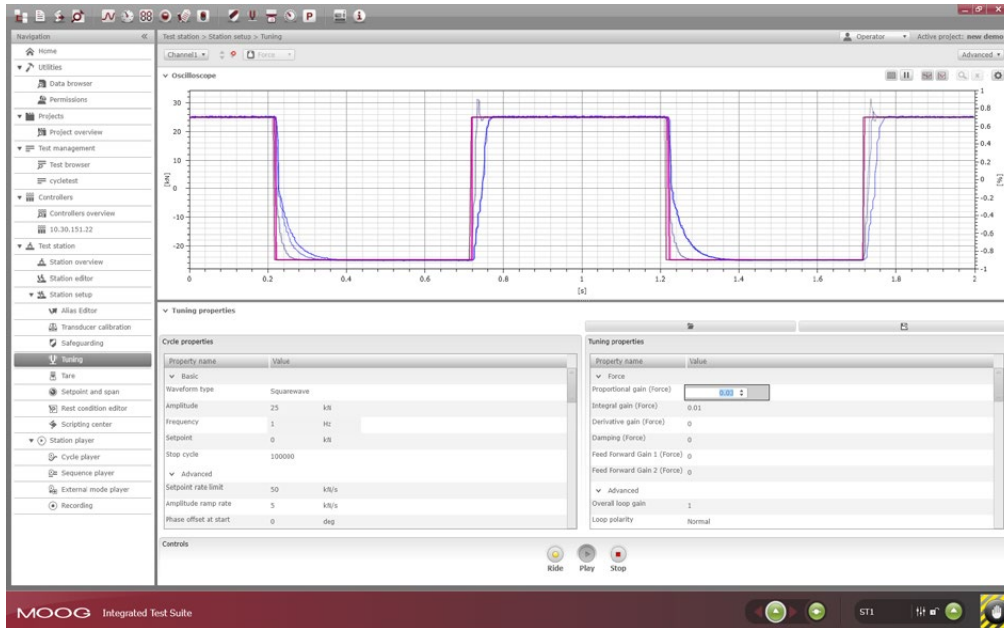 Navigation
Home
Utilities
Data browser
Permissions
Projects
Project overview
Test management
Test browser
cycletest
Controllers
Controllers overview
10.30.151.22
Test station
Station overview
Station editor
Station setup
Alias Editor
Transducer calibration
Safeguarding
Tuning
Tare
Setpoint and span
Rest condition editor
Scripting center
Station player
Cycle player
Sequence player
External mode player
Recording
Test station > Station setup > Tuning
Operator
Active project: new demo
Channel1
Force
Advanced
Oscilloscope
30
20
10
0
-10
-20
[kN]
1
0.8
0.6
0.4
0.2
0
-0.2
-0.4
-0.6
-0.8
-1
[%]
0 0.2 0.4 0.6 0.8 1 1.2 1.4 1.6 1.8 2
[s]
Tuning properties
Cycle properties
Property name Value
Basic
Waveform type Squarewave
Amplitude 25 kN
Frequency 1 Hz
Setpoint 0 kN
Stop cycle 100000
Advanced
Setpoint rate limit 50 kN/s
Amplitude ramp rate 5 kN/s
Phase offset at start 0 deg
Tuning properties
Property name Value
Force
Proportional gain (Force) 0.03
Integral gain (Force) 0.01
Derivative gain (Force) 0
Damping (Force) 0
Feed Forward Gain 1 (Force) 0
Feed Forward Gain 2 (Force) 0
Advanced
Overall loop gain 1
Loop polarity Normal
Controls
Ride Play Stop
MOOG Integrated Test Suite
ST1